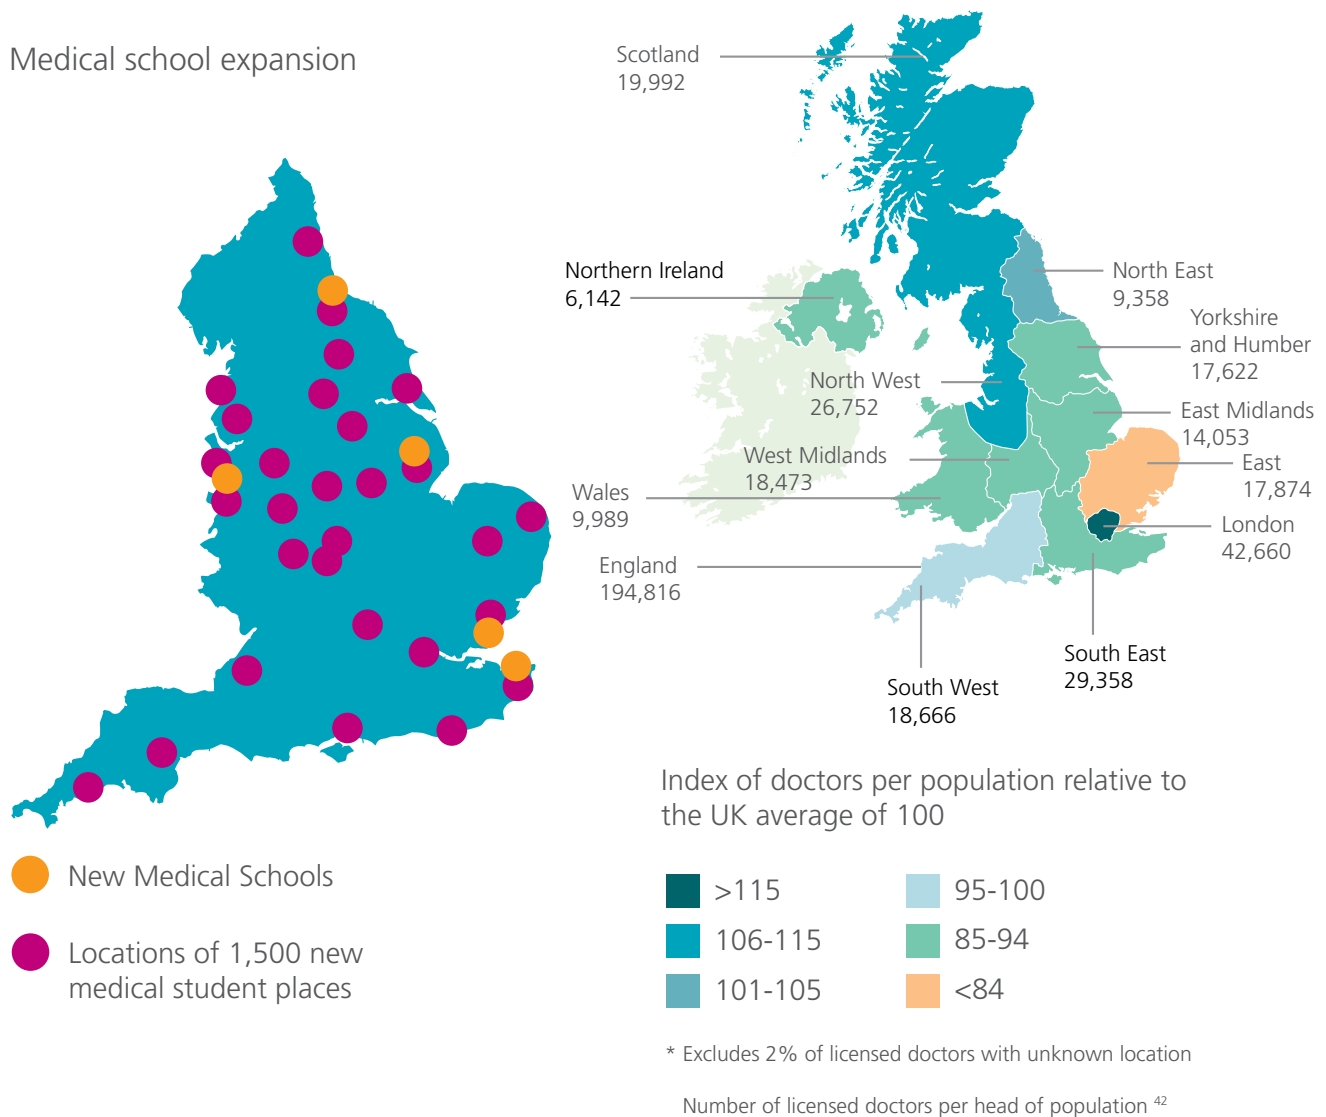 Medical school expansion
Scotland
19,992
Northern Ireland
6,142
North East
9,358
Yorkshire
and Humber
17,622
North West
26,752
East Midlands
14,053
West Midlands
18,473
East
17,874
Wales
9,989
London
42,660
England
194,816
South East
29,358
South West
18,666
New Medical Schools
Locations of 1,500 new
medical student places
Index of doctors per population relative to
the UK average of 100
>115
106-115
101-105
95-100
85-94
<84
* Excludes 2% of licensed doctors with unknown location
Number of licensed doctors per head of population 42